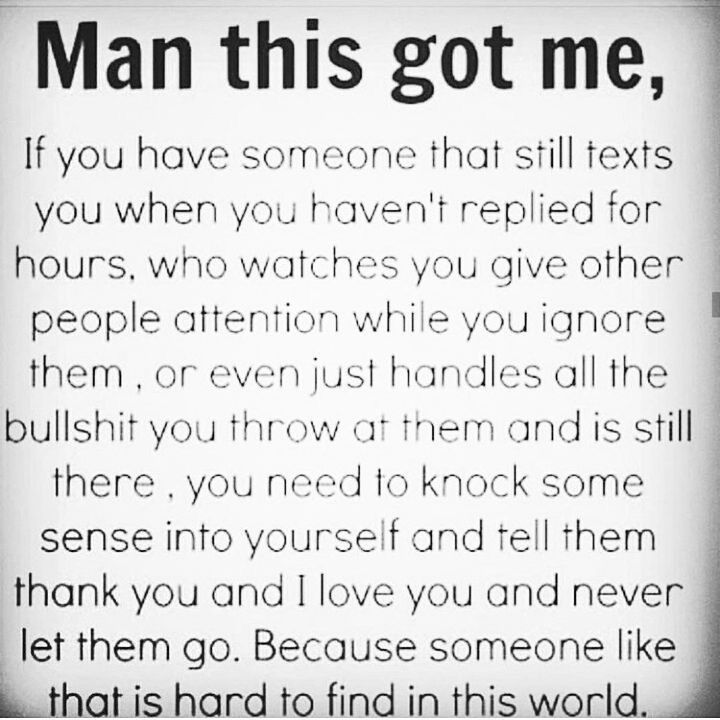 Man this got me,
If you have someone that still texts
you when you haven't replied for
hours, who watches you give other
people attention while you ignore
them , or even just handles all the
bullshit you throw at them and is still
there , you need to knock some
sense into yourself and tell them
thank you and I love you and never
let them go. Because someone like
that is hard to find in this world.